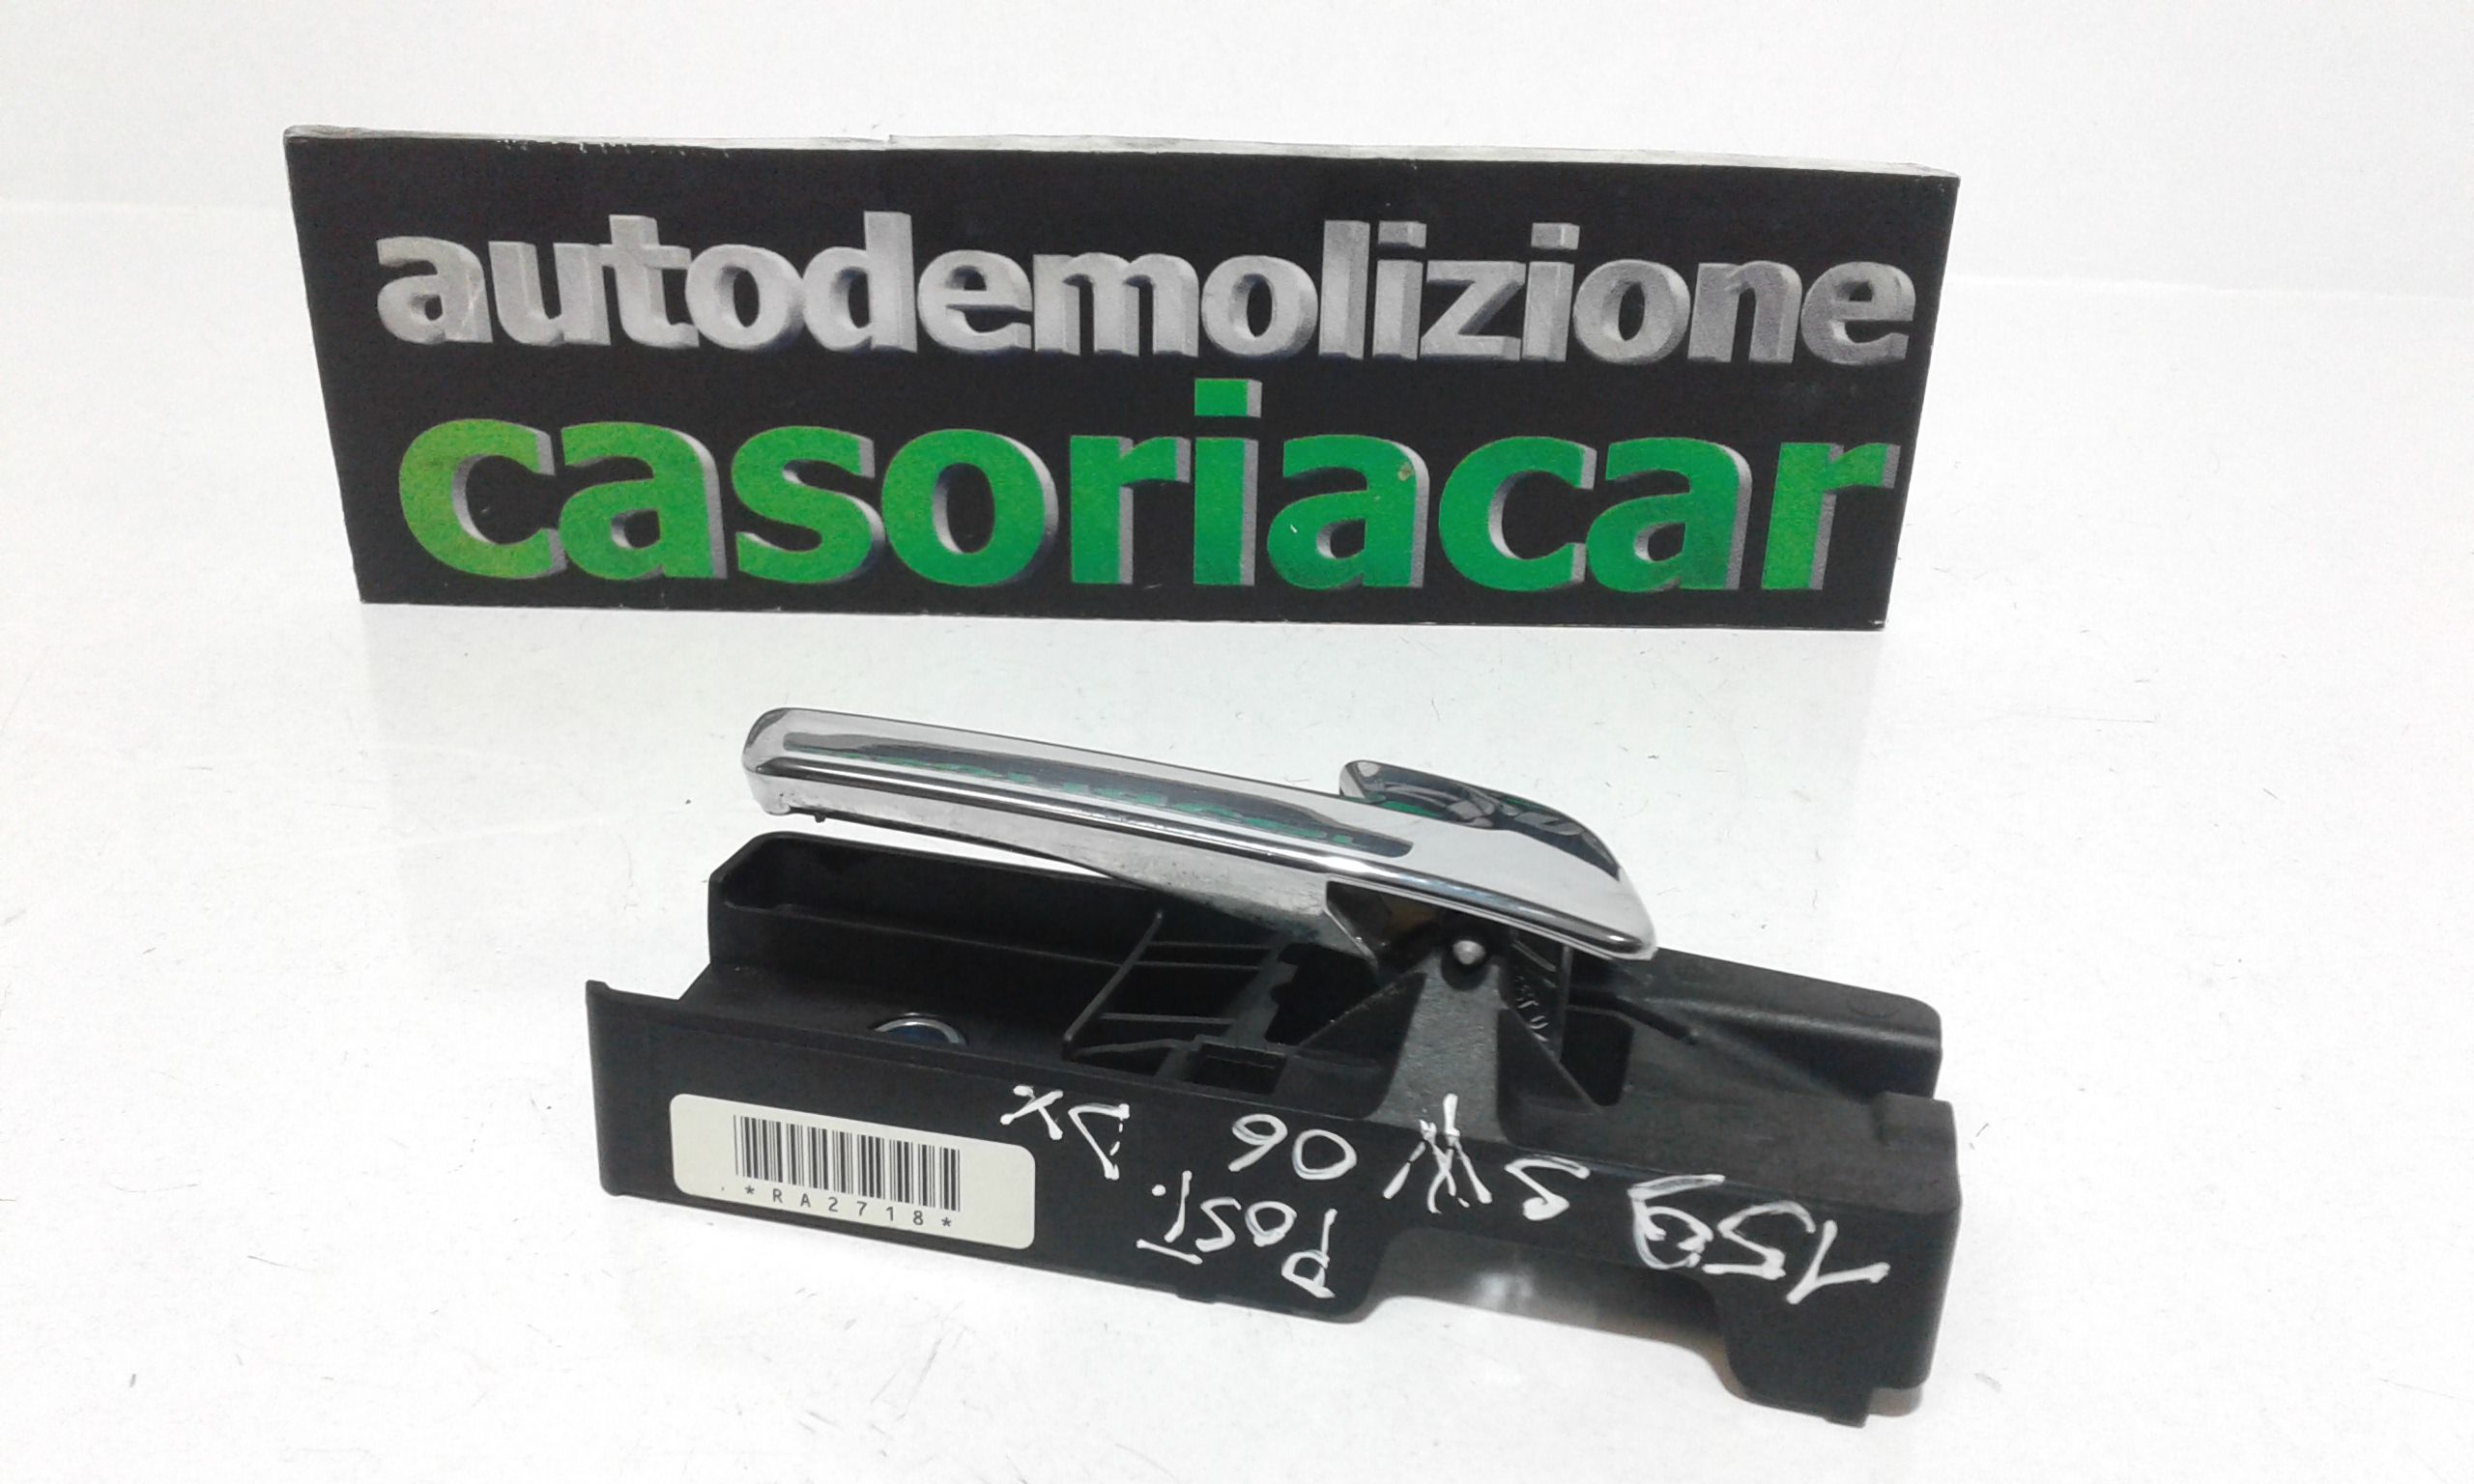 autodemolizione
casoriacar
159 SW 06
POST. DX
*RA2718*